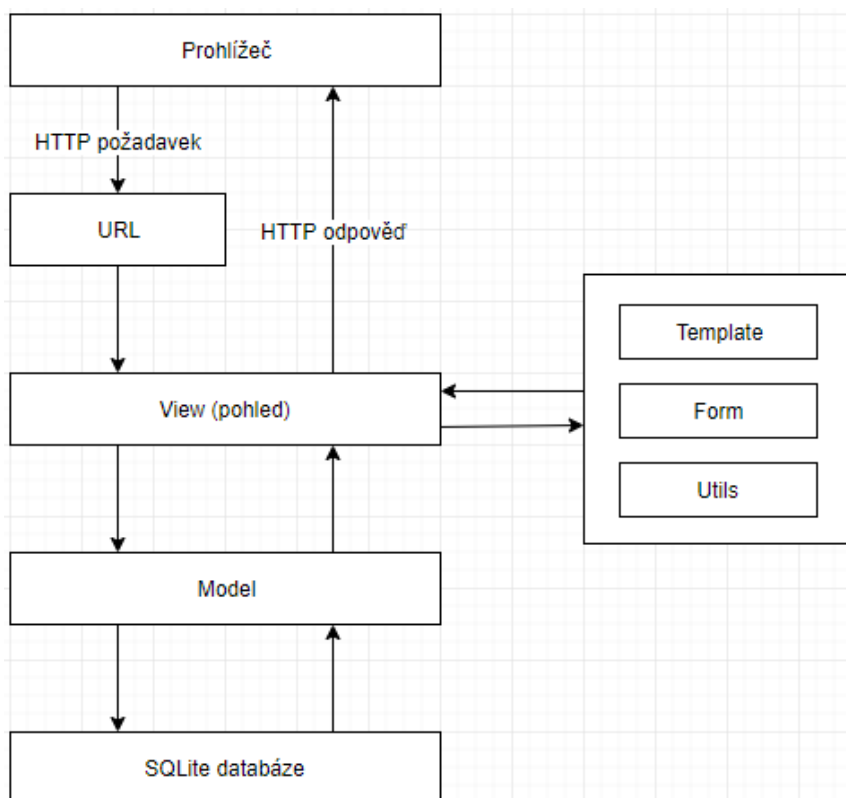 Prohlížeč
HTTP požadavek
URL
HTTP odpověď
Template
View (pohled)
Form
Utils
Model
SQLite databáze